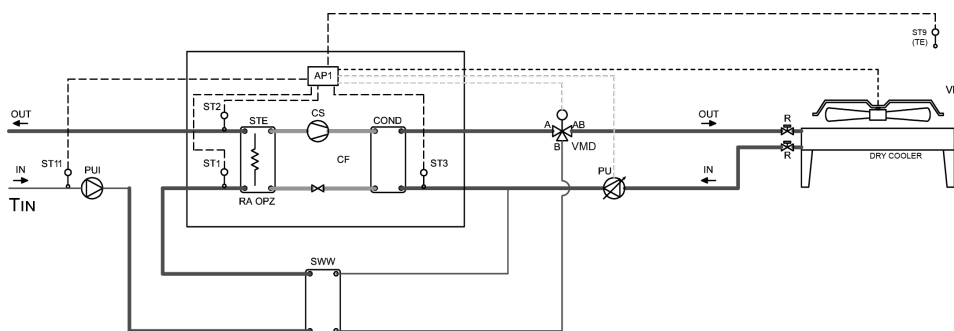 ST9
(TE)
AP1
ST2
STE
CS
COND
OUT
A
AB
OUT
R
B
VMD
CF
ST11
PUI
IN
ST1
ST3
PU
IN
R
DRY COOLER
TIN
RA OPZ
SWW